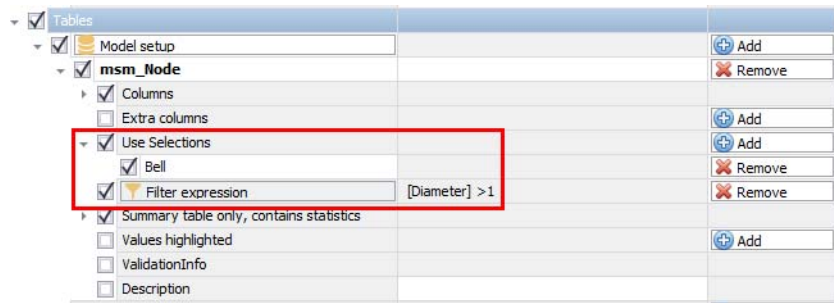 Tables
Model setup Add
msm_Node Remove
Columns
Extra columns Add
Use Selections Add
Bell Remove
Filter expression [Diameter] >1 Remove
Summary table only, contains statistics
Values highlighted Add
ValidationInfo
Description